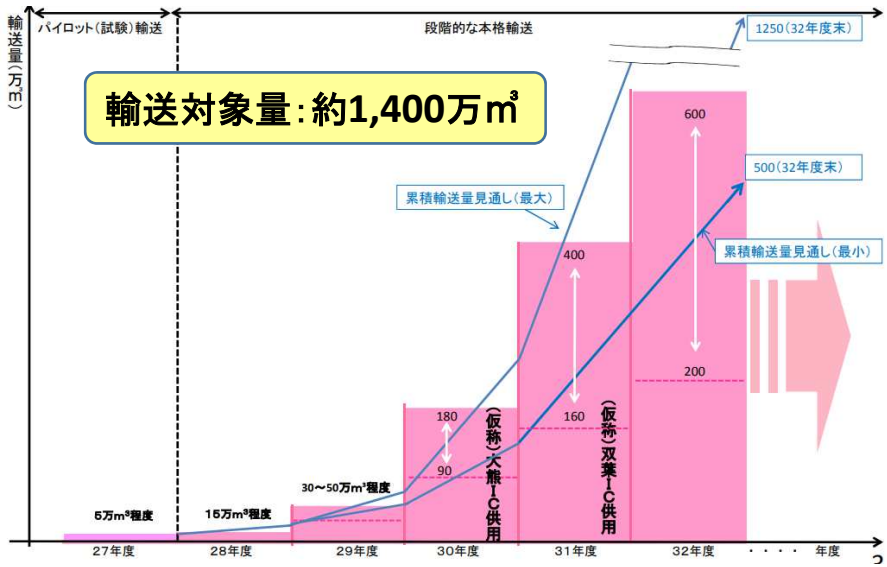 輸送量(万㎥)
パイロット(試験)輸送
段階的な本格輸送
1250(32年度末)
輸送対象量:約1,400万㎥
600
500(32年度末)
累積輸送量見通し(最大)
累積輸送量見通し(最小)
400
200
180
160
90
(仮称)大熊IC供用
(仮称)双葉IC供用
30~50万m³程度
5万m³程度
15万m³程度
27年度
28年度
29年度
30年度
31年度
32年度
・・・・ 年度
3